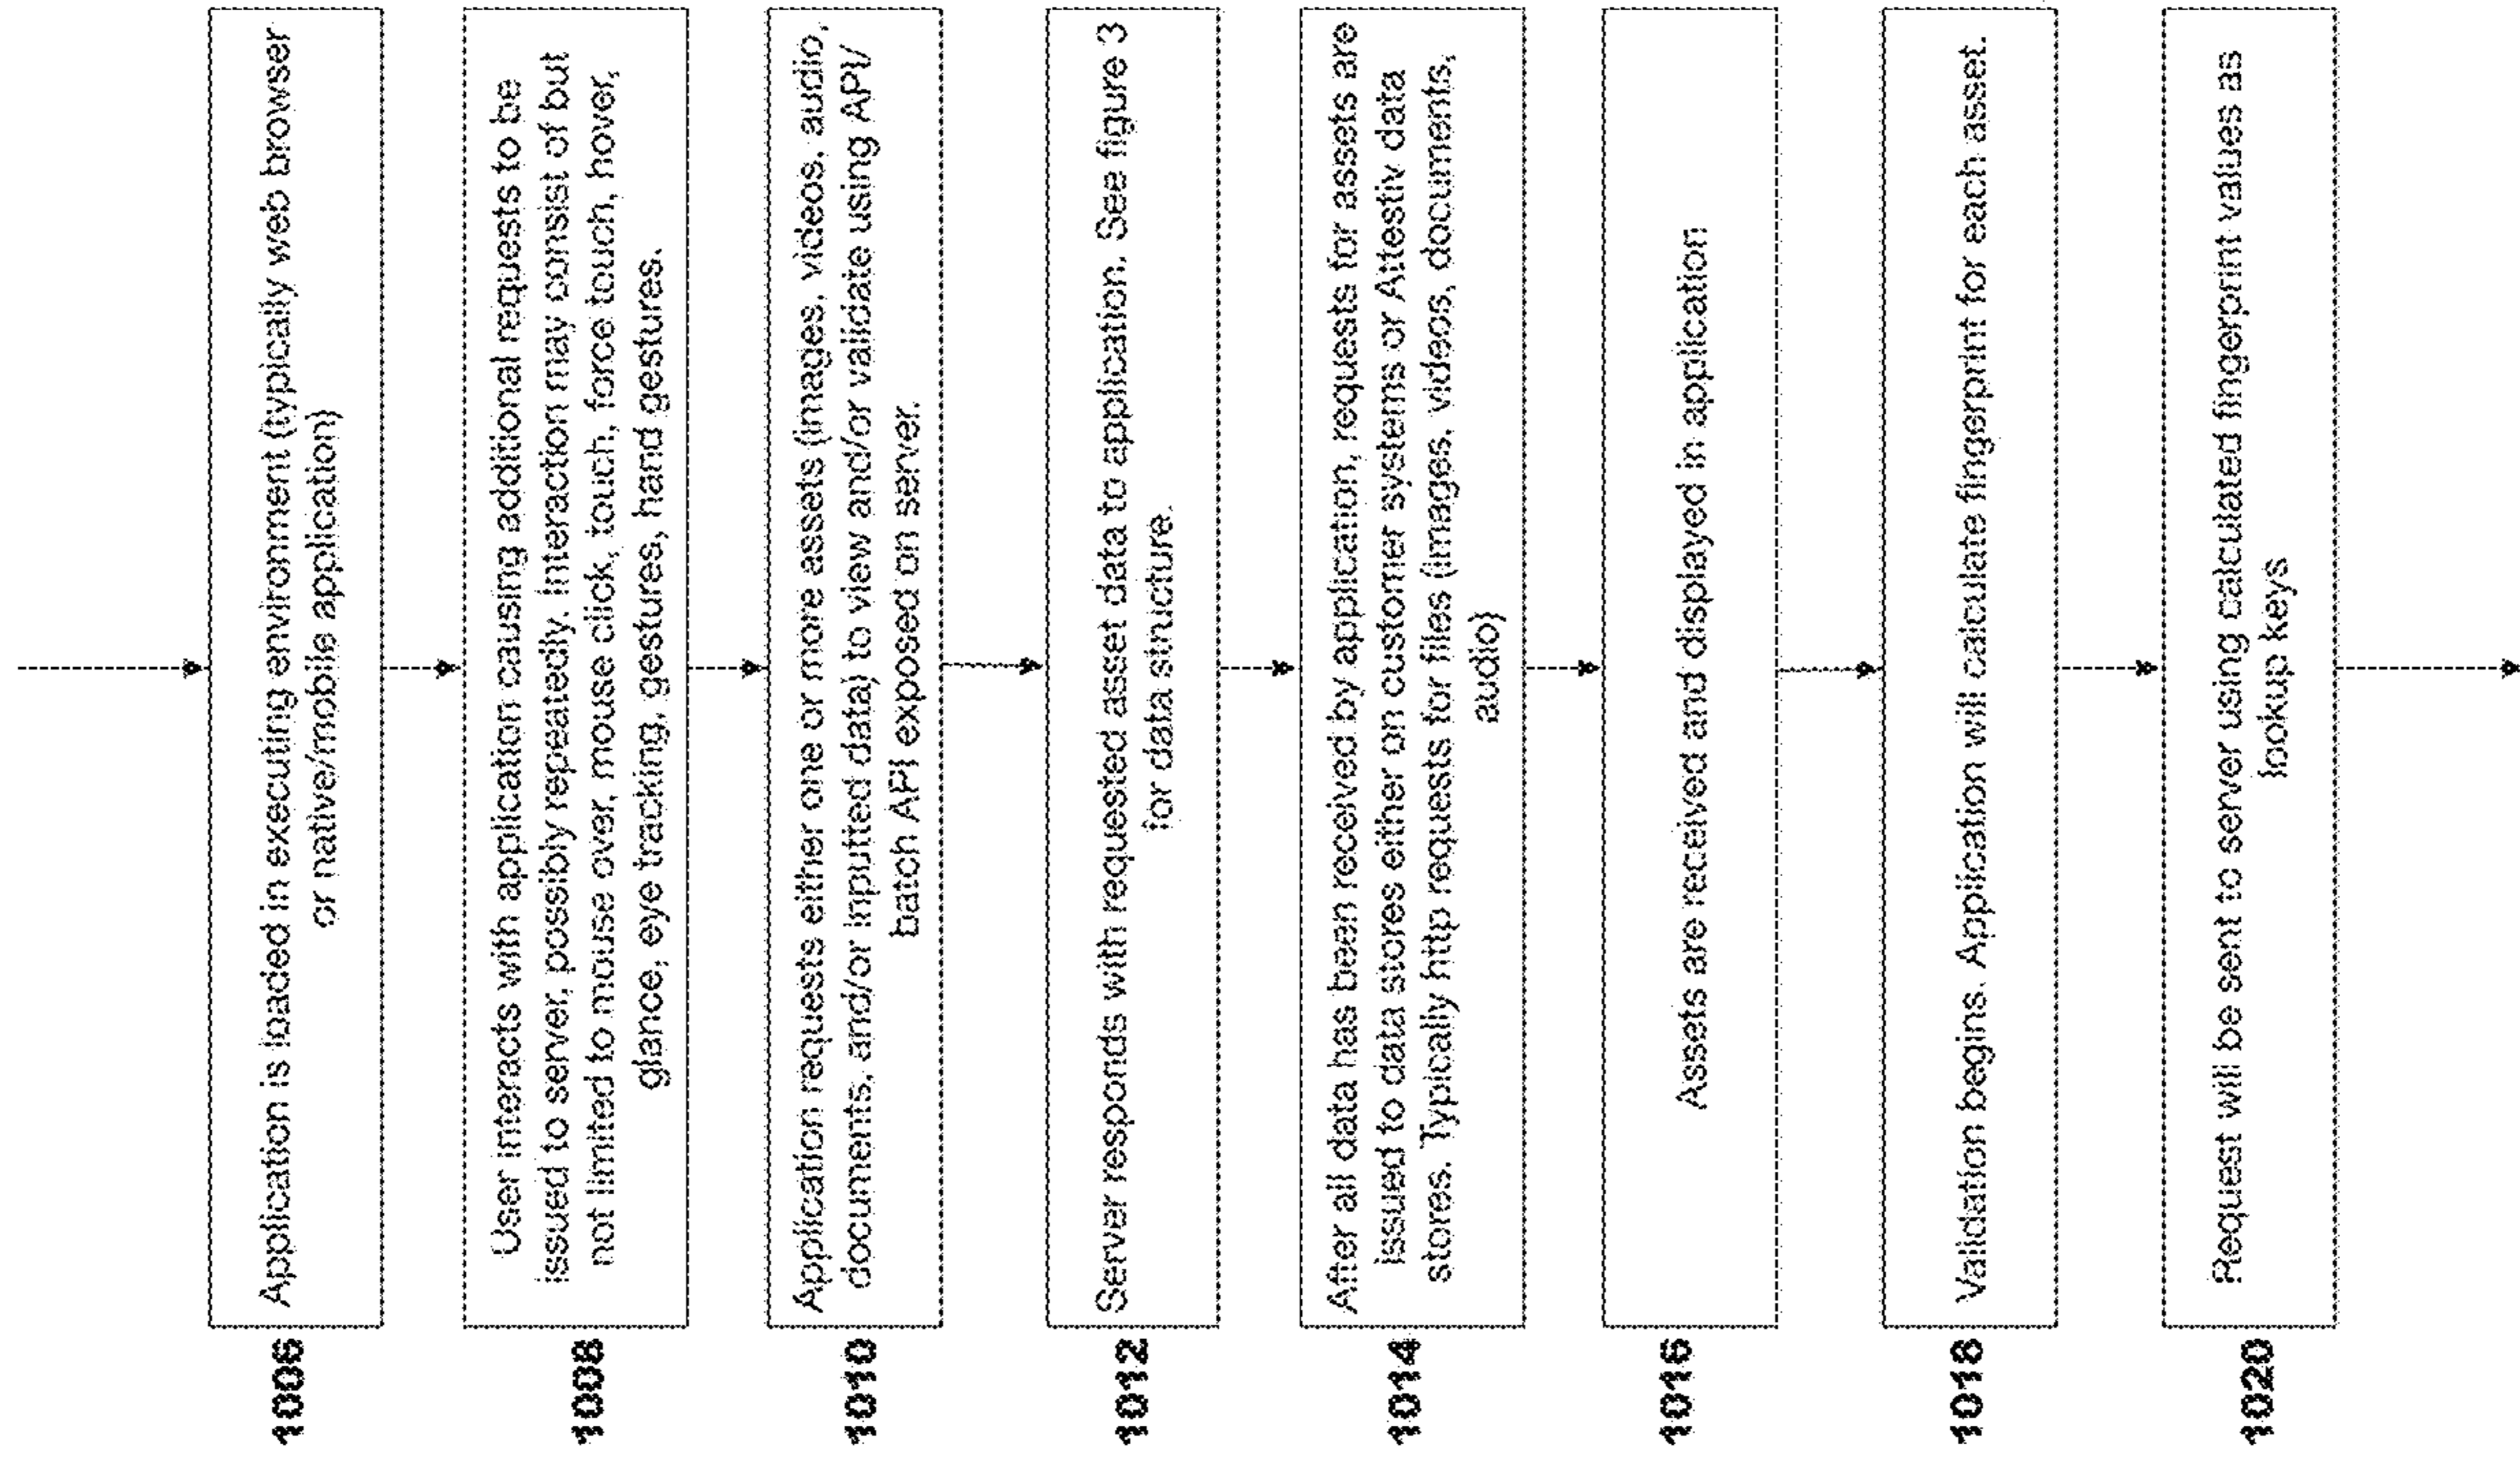 1006
Application is loaded in executing environment (typically web browser
or native/mobile application)
1008
User interacts with application causing additional requests to be
issued to server, possibly repeatedly. Interaction may consist of but
not limited to mouse over, mouse click, touch, force touch, hover,
glance, eye tracking, gestures, hand gestures.
1010
Application requests either one or more assets (images, videos, audio,
documents, and/or inputted data) to view and/or validate using API/
batch API exposed on server.
1012
Server responds with requested asset data to application. See figure 3
for data structure.
1014
After all data has been received by application, requests for assets are
issued to data stores either on customer systems or Attestiv data
stores. Typically http requests for files (images, videos, documents,
audio)
1016
Assets are received and displayed in application
1018
Validation begins. Application will calculate fingerprint for each asset.
1020
Request will be sent to server using calculated fingerprint values as
lookup keys